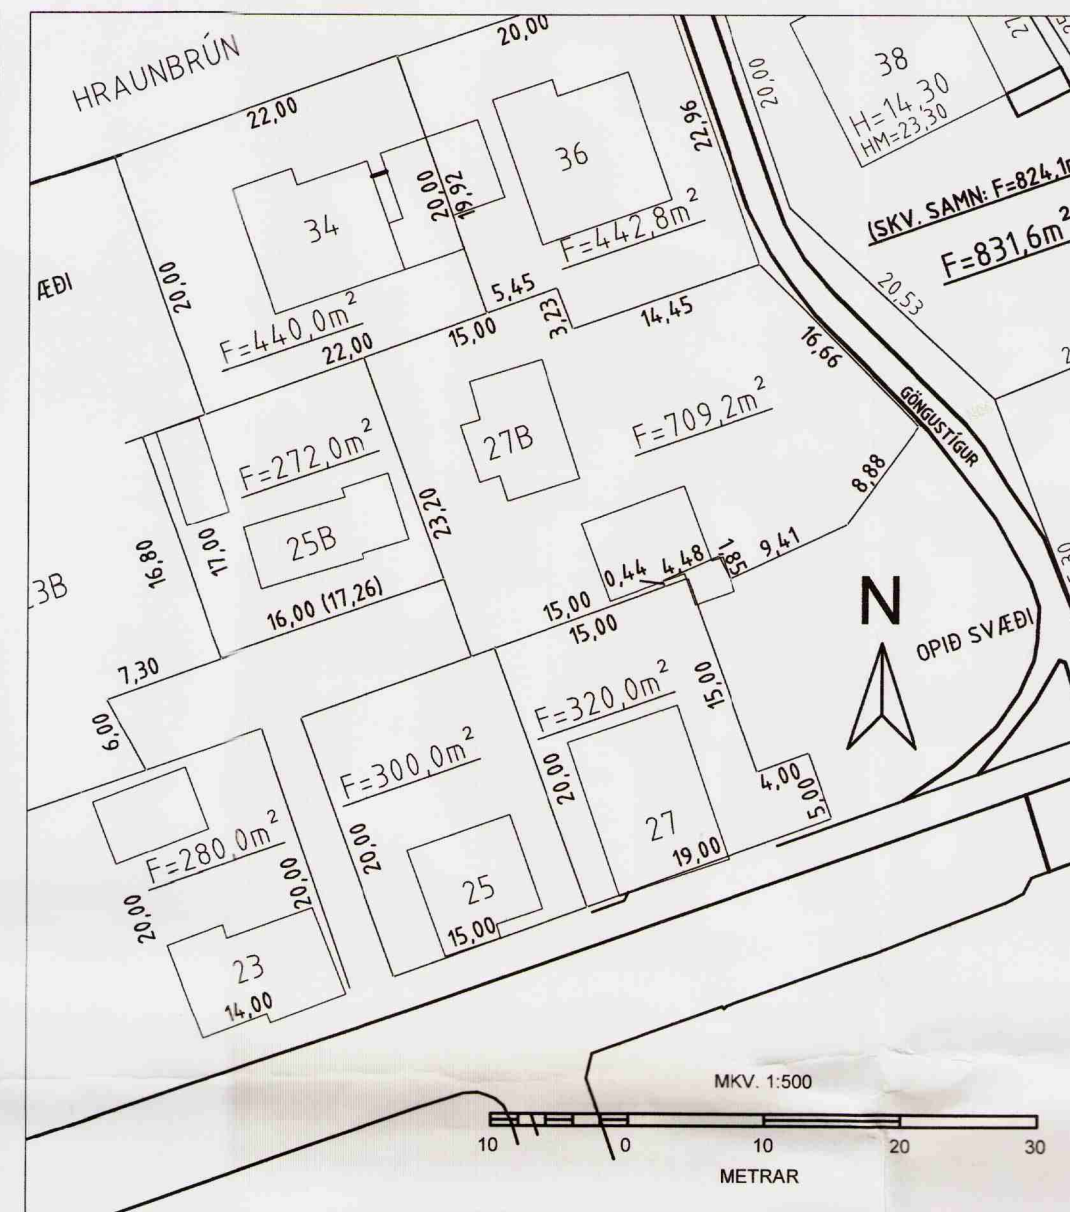 HRAUNBRÚN
20,00
22,00
20,00
38
H=14,30
HM=23,30
22,96
36
34
20,00
19,92
(SKV. SAMN: F=824,1m
F=442,8m²
F=831,6m²
ÆÐI
20,00
5,45
3,23
14,45
20,53
F=440,0m²
22,00
15,00
16,66
GÖNGUSTÍGUR
F=272,0m²
27B
F=709,2m²
8,88
23,20
25B
16,80
17,00
3B
16,00 (17,26)
0,44
4,48
1,85
9,41
15,00
15,00
N
OPIÐ SVÆÐI
7,30
6,00
F=320,0m²
15,00
F=300,0m²
20,00
4,00
5,00
27
19,00
F=280,0m²
20,00
20,00
20,00
25
15,00
23
14,00
MKV. 1:500
10
0
10
20
30
METRAR